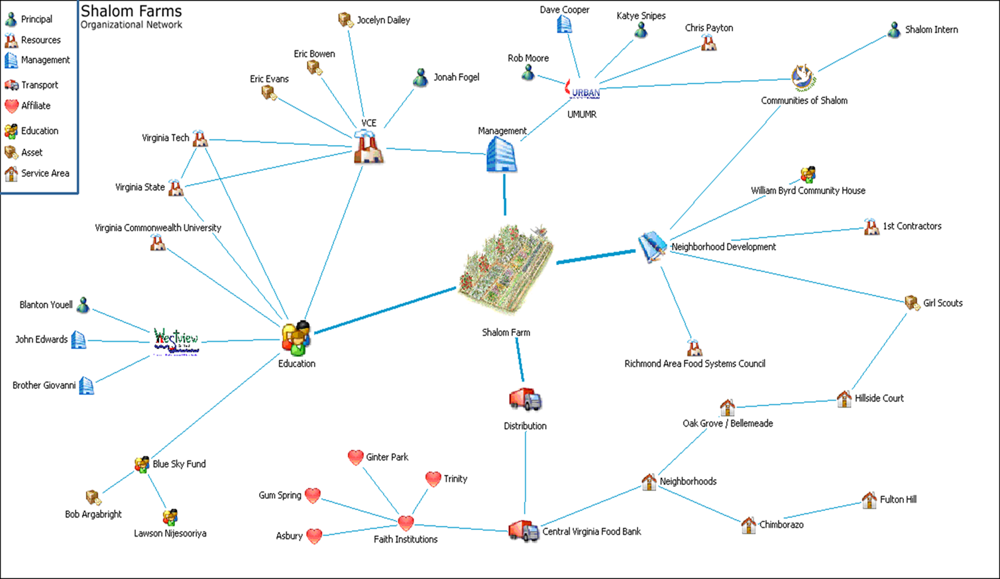 Shalom Farms
Organizational Network
Principal
Resources
Management
Transport
Affiliate
Education
Asset
Service Area
Jocelyn Dailey
Eric Bowen
Eric Evans
Jonah Fogel
VCE
Virginia Tech
Virginia State
Virginia Commonwealth University
Dave Cooper
Katye Snipes
Chris Payton
Rob Moore
URBAN
UMUMR
Shalom Intern
Communities of Shalom
Management
William Byrd Community House
1st Contractors
Neighborhood Development
Girl Scouts
Richmond Area Food Systems Council
Shalom Farm
Blanton Youell
John Edwards
Brother Giovanni
Westview
Education
Hillside Court
Oak Grove / Bellemeade
Distribution
Blue Sky Fund
Bob Argabright
Lawson Nijesooriya
Ginter Park
Trinity
Gum Spring
Asbury
Faith Institutions
Central Virginia Food Bank
Neighborhoods
Fulton Hill
Chimborazo